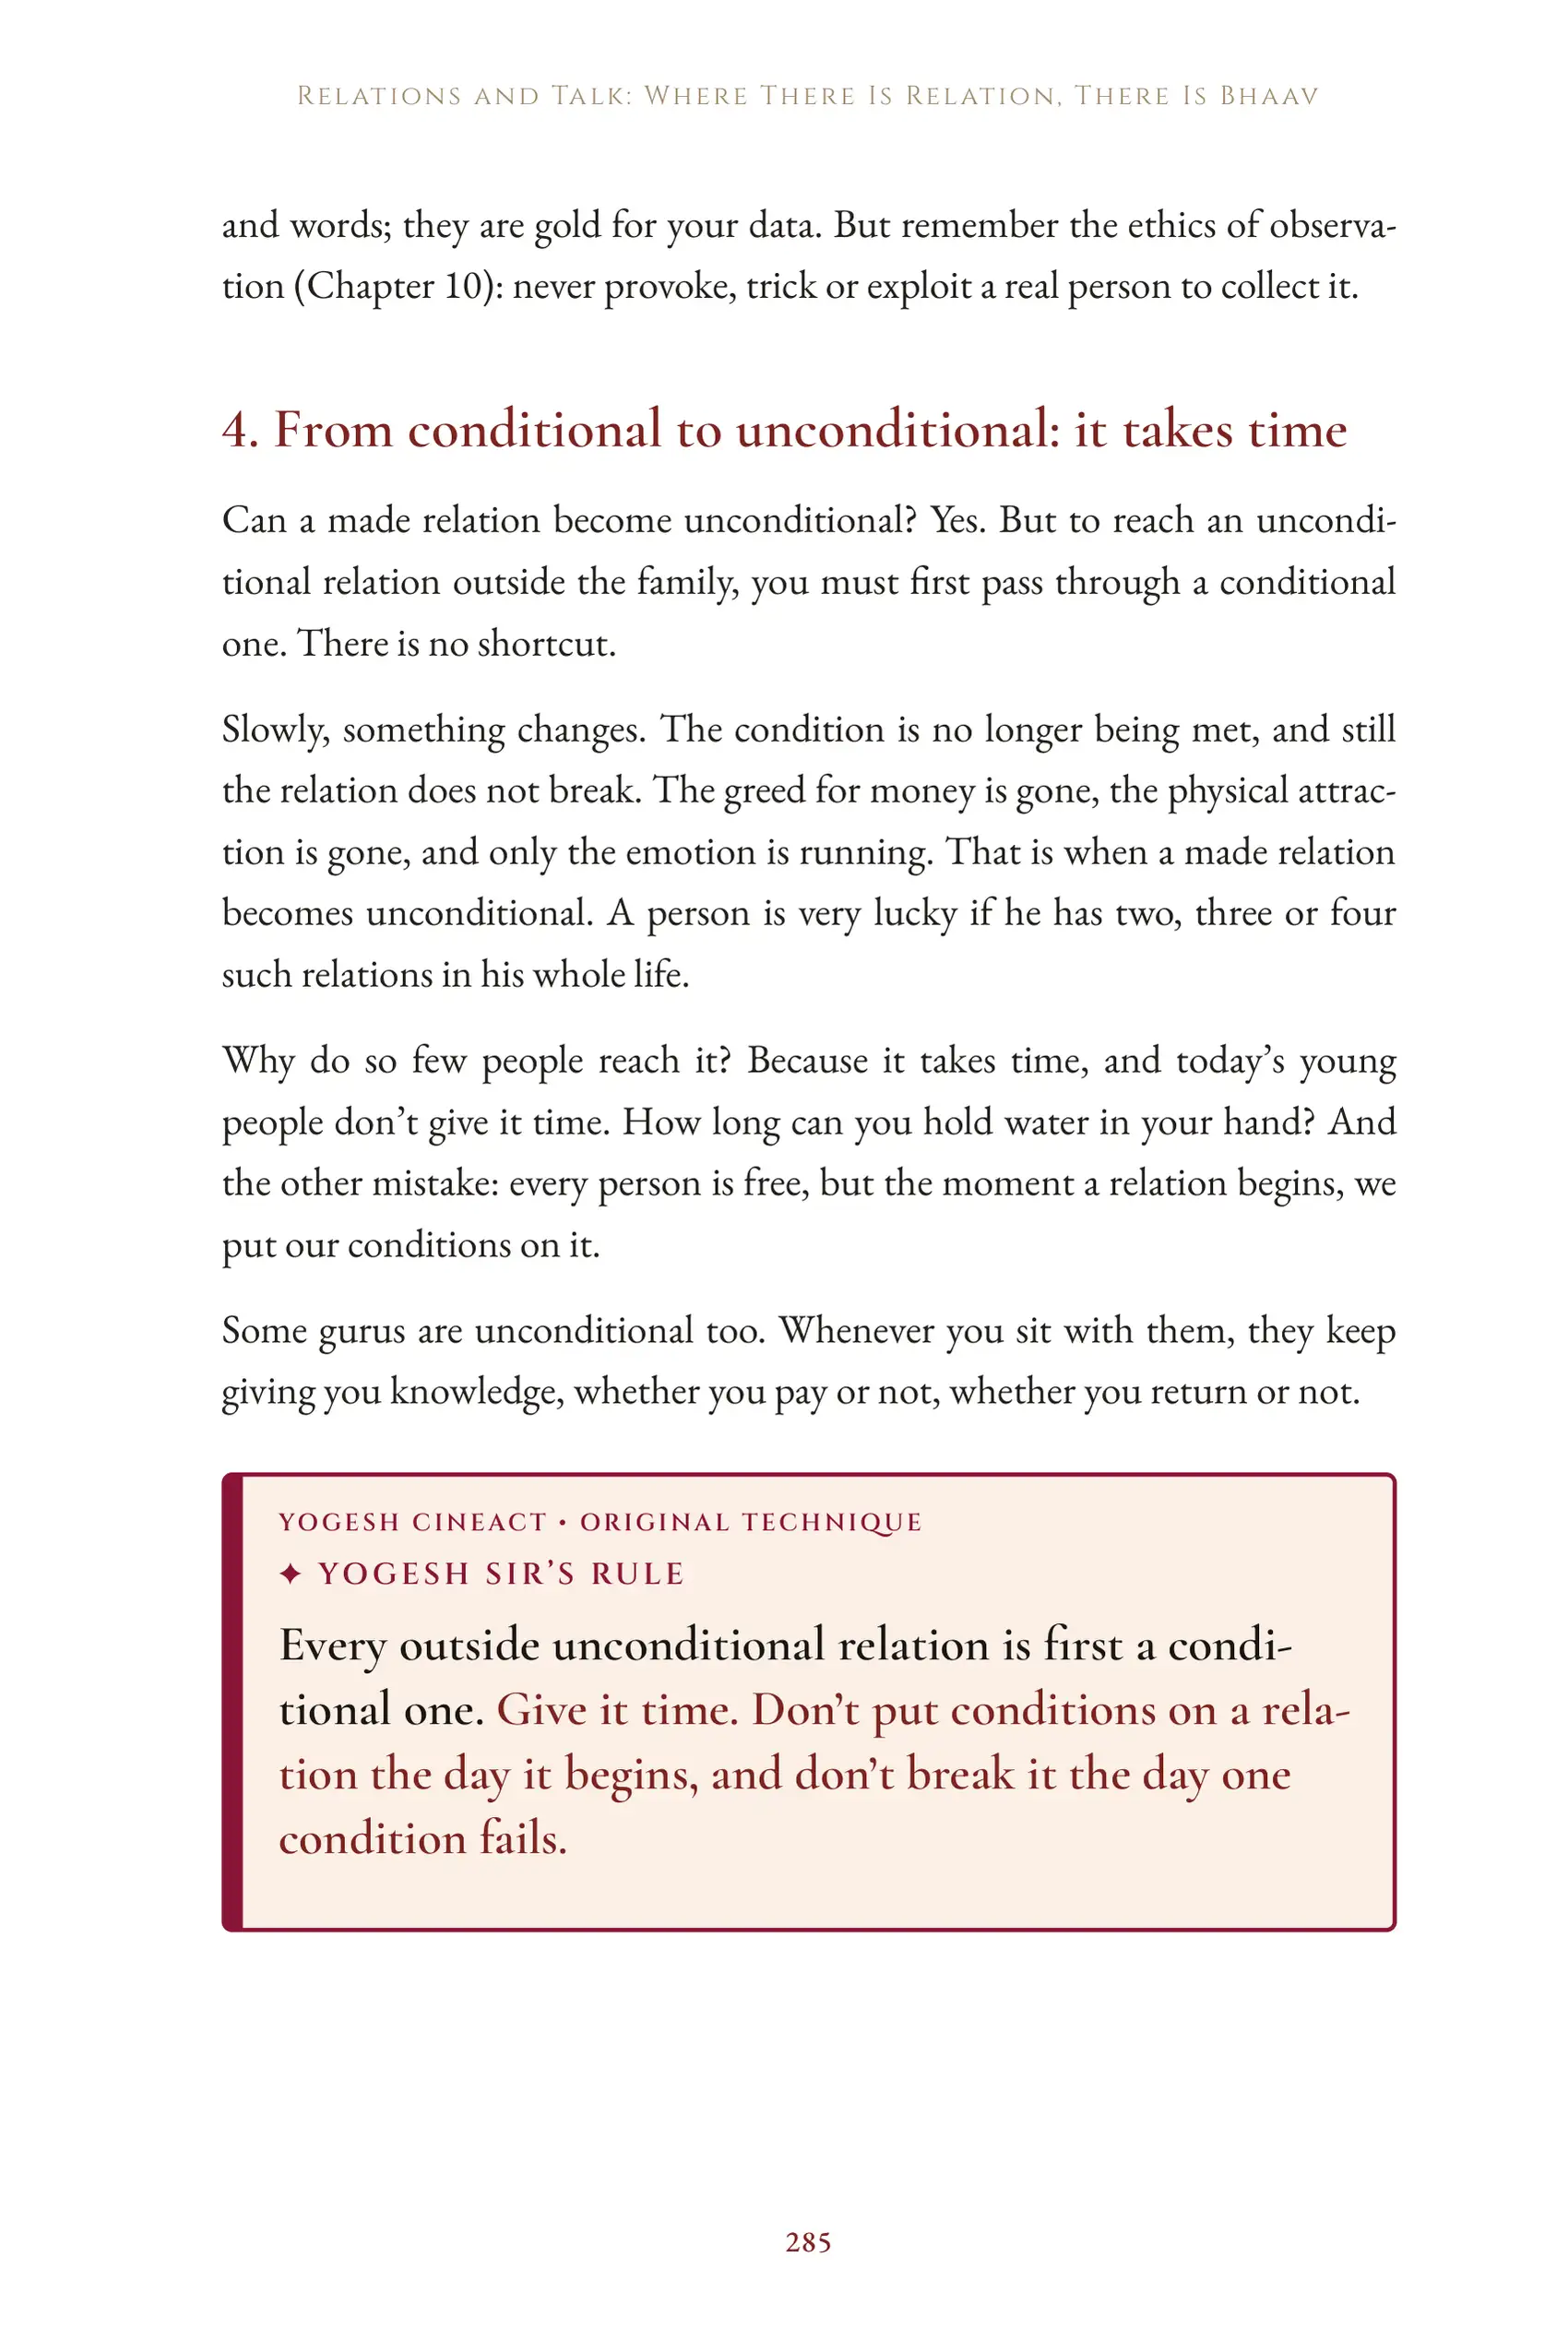 Relations and Talk: Where There Is Relation, There Is Bhaav
and words; they are gold for your data. But remember the ethics of observa-
tion (Chapter 10): never provoke, trick or exploit a real person to collect it.
4. From conditional to unconditional: it takes time
Can a made relation become unconditional? Yes. But to reach an uncondi-
tional relation outside the family, you must first pass through a conditional
one. There is no shortcut.
Slowly, something changes. The condition is no longer being met, and still
the relation does not break. The greed for money is gone, the physical attrac-
tion is gone, and only the emotion is running. That is when a made relation
becomes unconditional. A person is very lucky if he has two, three or four
such relations in his whole life.
Why do so few people reach it? Because it takes time, and today’s young
people don’t give it time. How long can you hold water in your hand? And
the other mistake: every person is free, but the moment a relation begins, we
put our conditions on it.
Some gurus are unconditional too. Whenever you sit with them, they keep
giving you knowledge, whether you pay or not, whether you return or not.
YOGESH CINEACT • ORIGINAL TECHNIQUE
✦ YOGESH SIR’S RULE
Every outside unconditional relation is first a condi-
tional one. Give it time. Don’t put conditions on a rela-
tion the day it begins, and don’t break it the day one
condition fails.
285